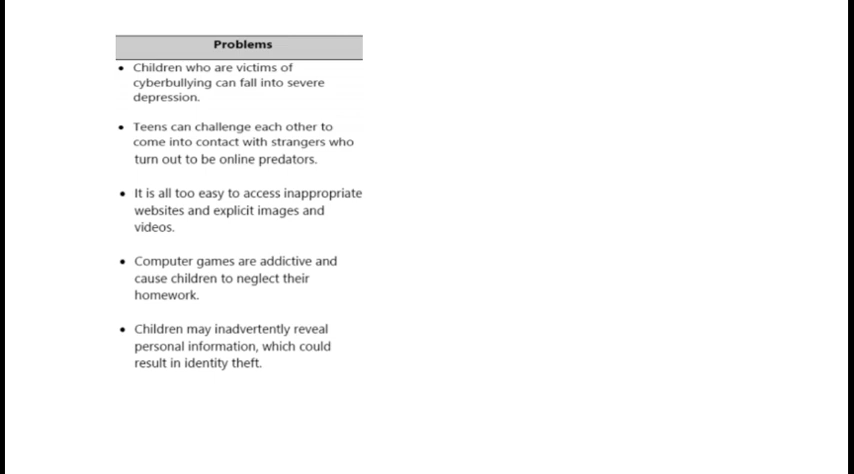 Problems
• Children who are victims of
cyberbullying can fall into severe
depression.
• Teens can challenge each other to
come into contact with strangers who
turn out to be online predators.
• It is all too easy to access inappropriate
websites and explicit images and
videos.
• Computer games are addictive and
cause children to neglect their
homework.
• Children may inadvertently reveal
personal information, which could
result in identity theft.